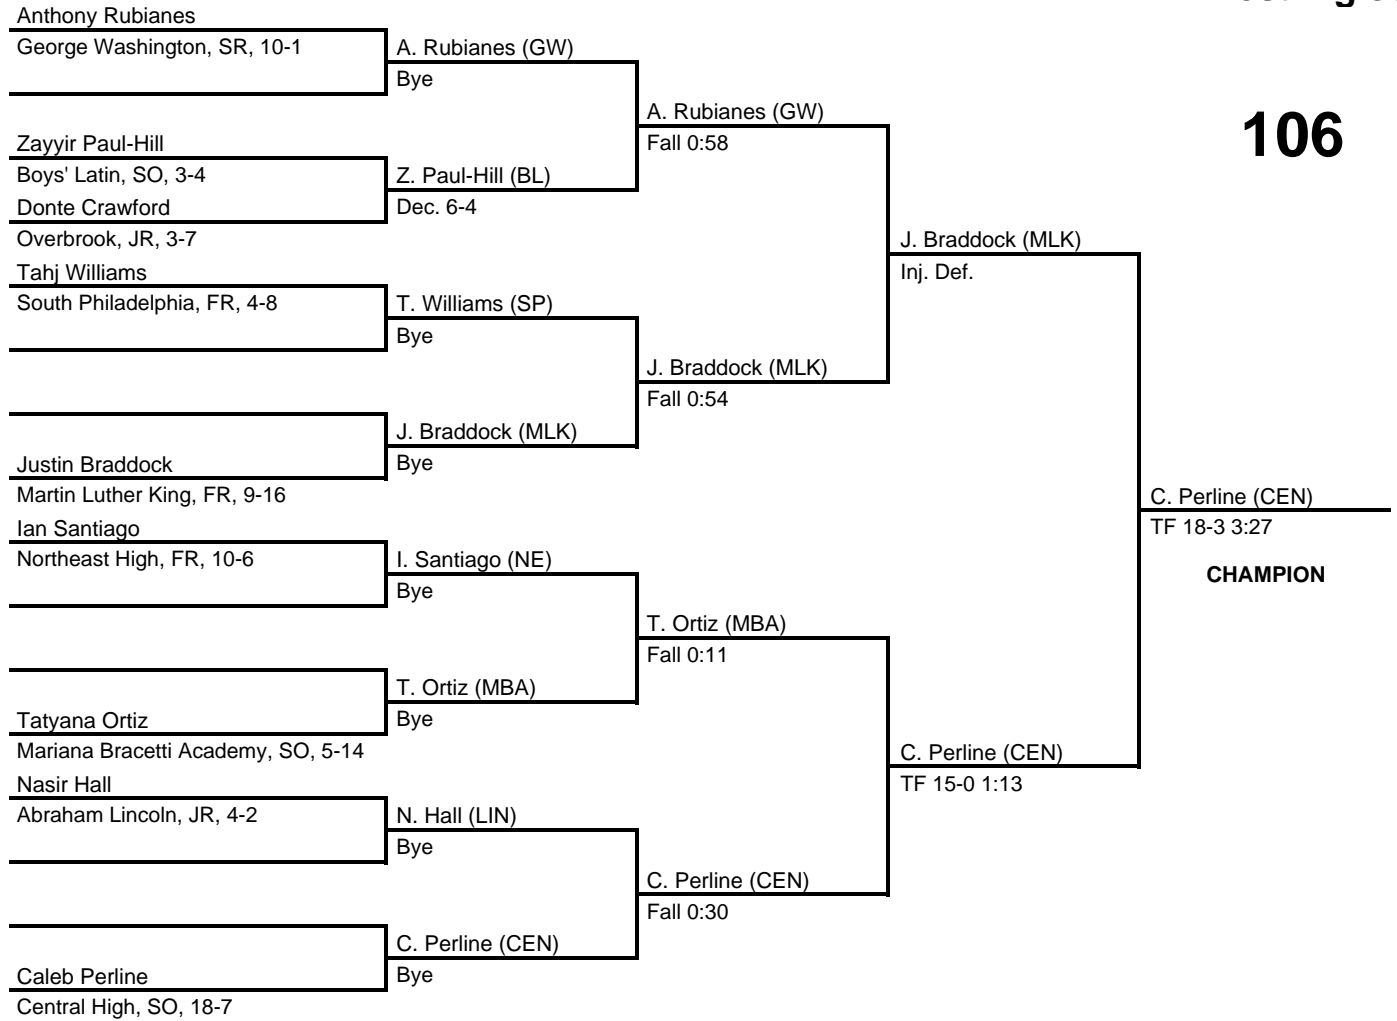 Anthony Rubianes
George Washington, SR, 10-1
A. Rubianes (GW)
Bye
A. Rubianes (GW)
Fall 0:58
106
Zayyir Paul-Hill
Boys' Latin, SO, 3-4
Z. Paul-Hill (BL)
Dec. 6-4
Donte Crawford
Overbrook, JR, 3-7
J. Braddock (MLK)
Inj. Def.
Tahj Williams
South Philadelphia, FR, 4-8
T. Williams (SP)
Bye
J. Braddock (MLK)
Fall 0:54
J. Braddock (MLK)
Bye
Justin Braddock
Martin Luther King, FR, 9-16
C. Perline (CEN)
TF 18-3 3:27
CHAMPION
Ian Santiago
Northeast High, FR, 10-6
I. Santiago (NE)
Bye
T. Ortiz (MBA)
Fall 0:11
T. Ortiz (MBA)
Bye
Tatyana Ortiz
Mariana Bracetti Academy, SO, 5-14
C. Perline (CEN)
TF 15-0 1:13
Nasir Hall
Abraham Lincoln, JR, 4-2
N. Hall (LIN)
Bye
C. Perline (CEN)
Fall 0:30
C. Perline (CEN)
Bye
Caleb Perline
Central High, SO, 18-7